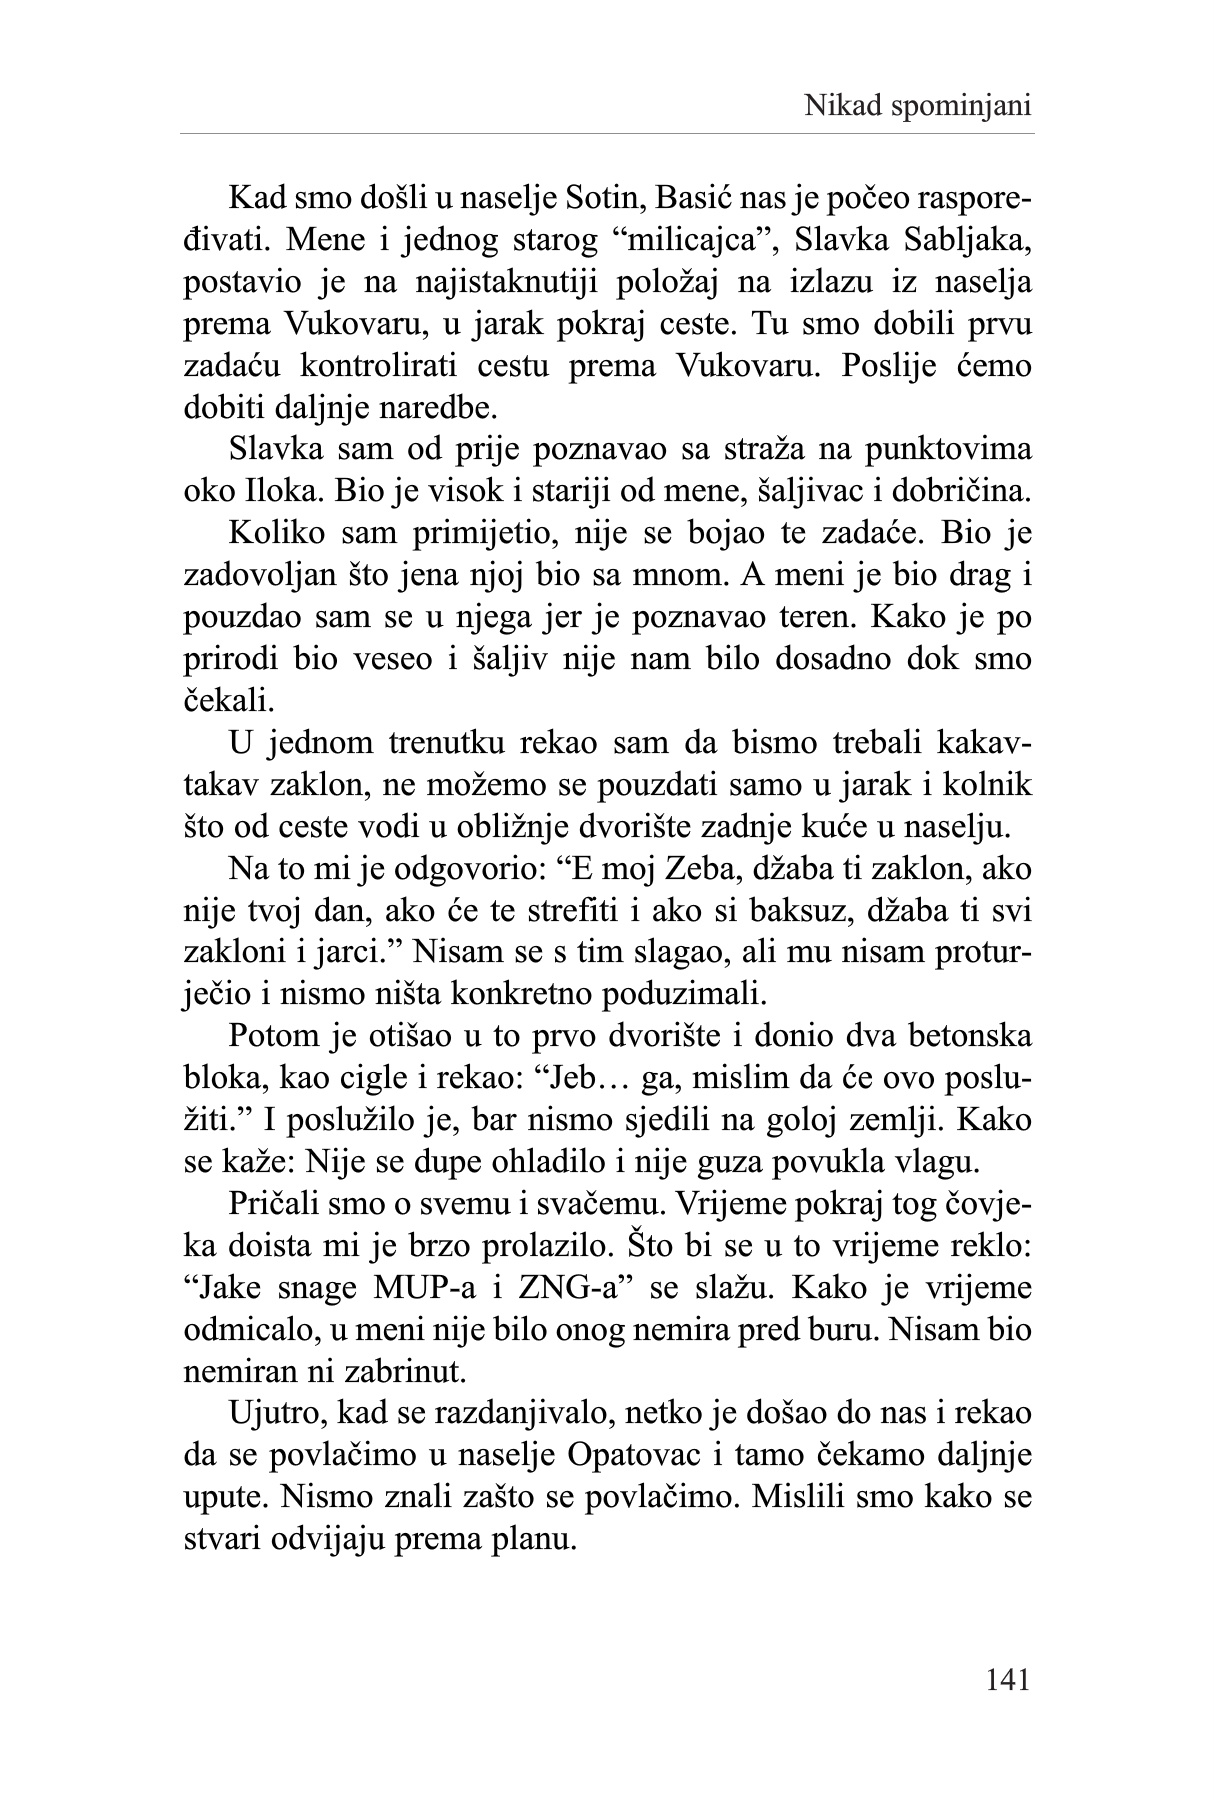 Nikad spominjani
Kad smo došli u naselje Sotin, Basić nas je počeo raspore-
đivati. Mene i jednog starog “milicajca”, Slavka Sabljaka,
postavio je na najistaknutiji položaj na izlazu iz naselja
prema Vukovaru, u jarak pokraj ceste. Tu smo dobili prvu
zadaću kontrolirati cestu prema Vukovaru. Poslije ćemo
dobiti daljnje naredbe.
Slavka sam od prije poznavao sa straža na punktovima
oko Iloka. Bio je visok i stariji od mene, šaljivac i dobričina.
Koliko sam primijetio, nije se bojao te zadaće. Bio je
zadovoljan što jena njoj bio sa mnom. A meni je bio drag i
pouzdao sam se u njega jer je poznavao teren. Kako je po
prirodi bio veseo i šaljiv nije nam bilo dosadno dok smo
čekali.
U jednom trenutku rekao sam da bismo trebali kakav-
takav zaklon, ne možemo se pouzdati samo u jarak i kolnik
što od ceste vodi u obližnje dvorište zadnje kuće u naselju.
Na to mi je odgovorio: “E moj Zeba, džaba ti zaklon, ako
nije tvoj dan, ako će te strefiti i ako si baksuz, džaba ti svi
zakloni i jarci.” Nisam se s tim slagao, ali mu nisam protur-
ječio i nismo ništa konkretno poduzimali.
Potom je otišao u to prvo dvorište i donio dva betonska
bloka, kao cigle i rekao: “Jeb… ga, mislim da će ovo poslu-
žiti.” I poslužilo je, bar nismo sjedili na goloj zemlji. Kako
se kaže: Nije se dupe ohladilo i nije guza povukla vlagu.
Pričali smo o svemu i svačemu. Vrijeme pokraj tog čovje-
ka doista mi je brzo prolazilo. Što bi se u to vrijeme reklo:
“Jake snage MUP-a i ZNG-a” se slažu. Kako je vrijeme
odmicalo, u meni nije bilo onog nemira pred buru. Nisam bio
nemiran ni zabrinut.
Ujutro, kad se razdanjivalo, netko je došao do nas i rekao
da se povlačimo u naselje Opatovac i tamo čekamo daljnje
upute. Nismo znali zašto se povlačimo. Mislili smo kako se
stvari odvijaju prema planu.
141